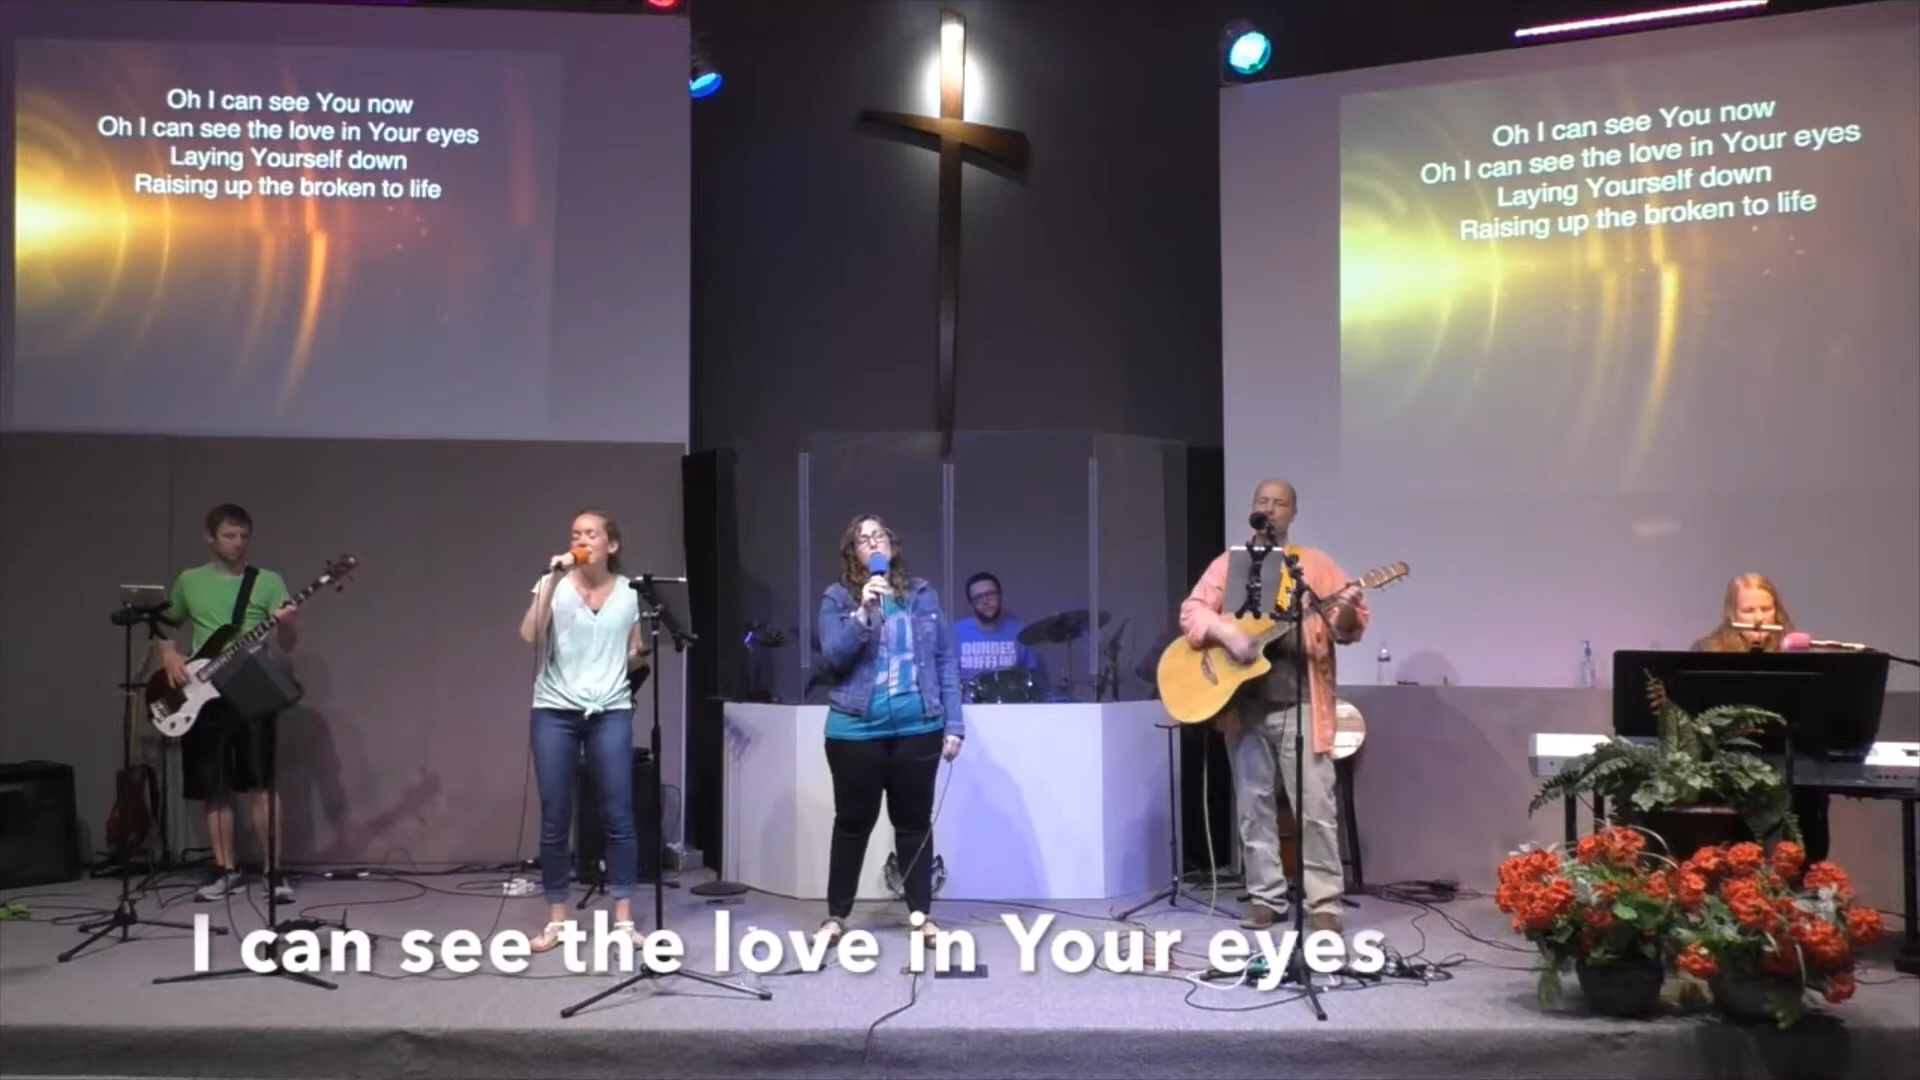 Oh I can see You now
Oh I can see the love in Your eyes
Laying Yourself down
Raising up the broken to life
Oh I can see You now
Oh I can see the love in Your eyes
Laying Yourself down
Raising up the broken to life
DUNDER
MIFFLIN
I can see the love in Your eyes